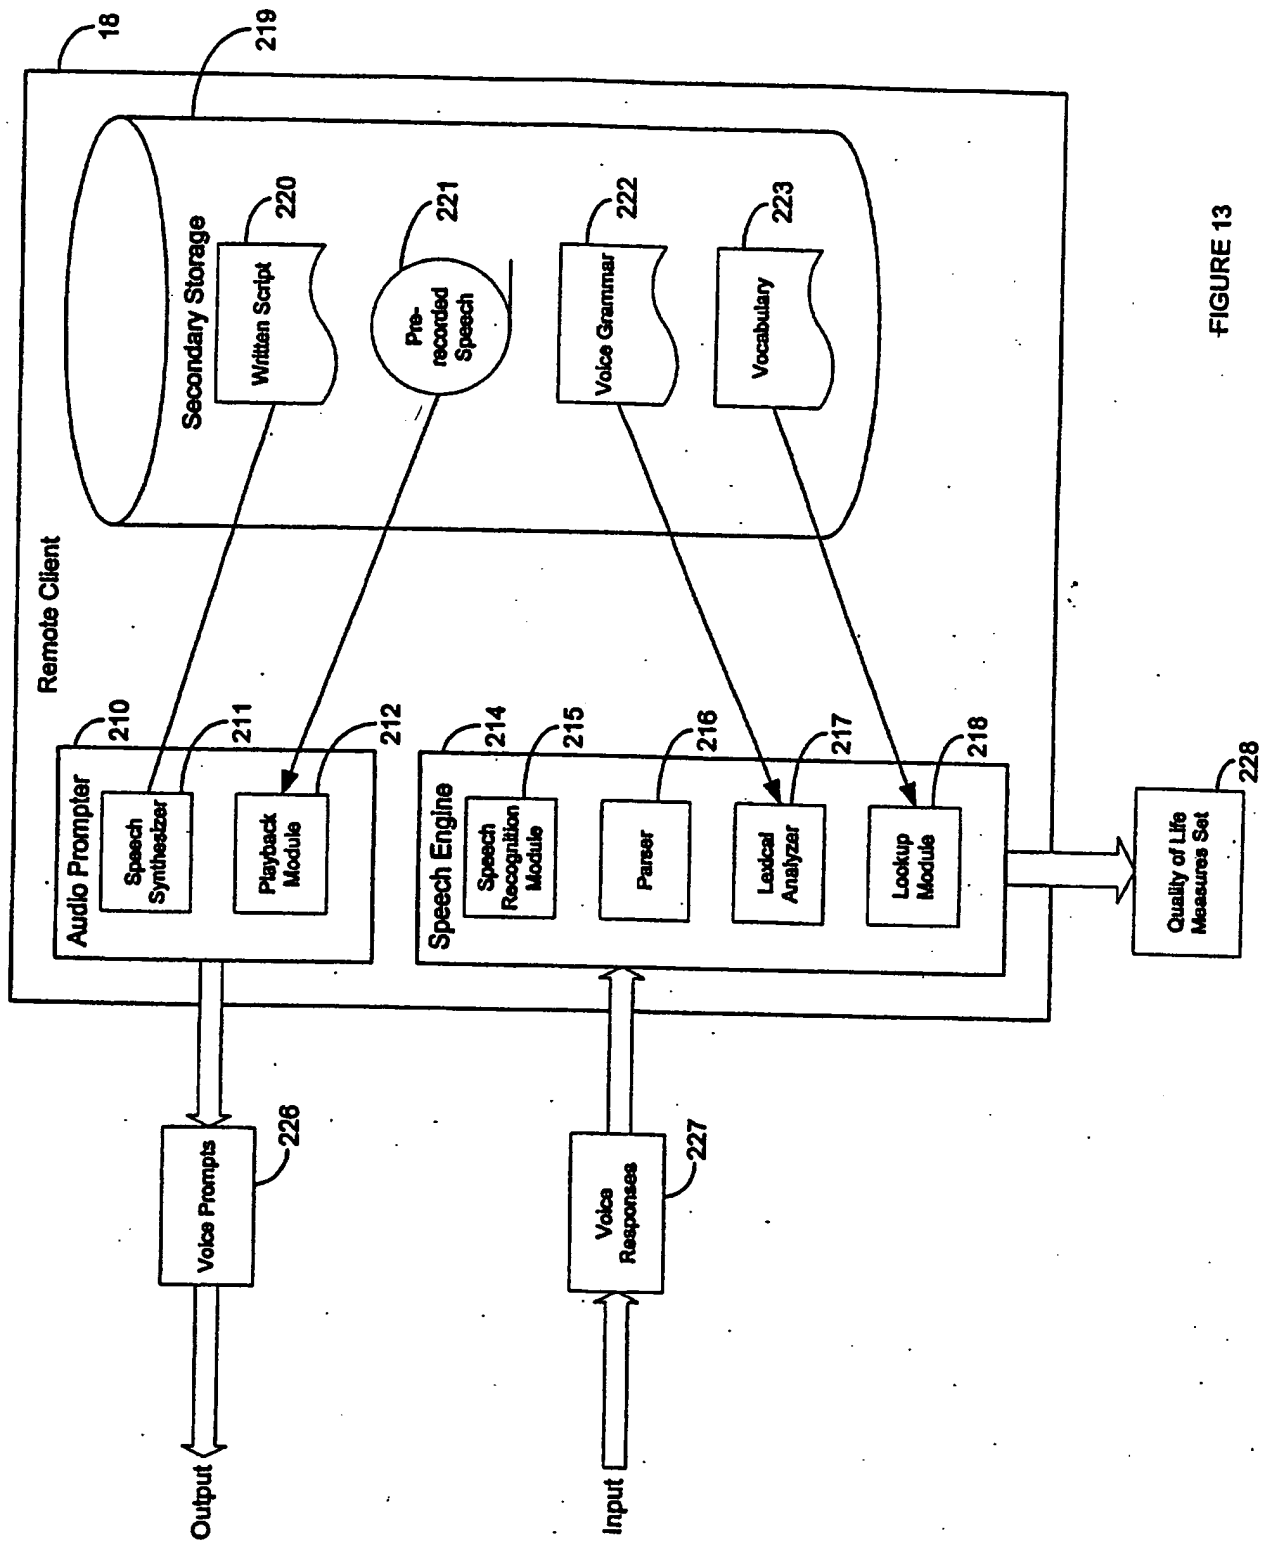 18
219
Remote Client
Secondary Storage
Written Script
220
Pre-
recorded
Speech
221
Voice Grammar
222
Vocabulary
223
Audio Prompter
210
Speech
Synthesizer
211
Playback
Module
212
Speech Engine
214
Speech
Recognition
Module
215
Parser
216
Lexical
Analyzer
217
Lookup
Module
218
Output
Voice Prompts
226
Input
Voice
Responses
227
Quality of Life
Measures Set
228
FIGURE 13